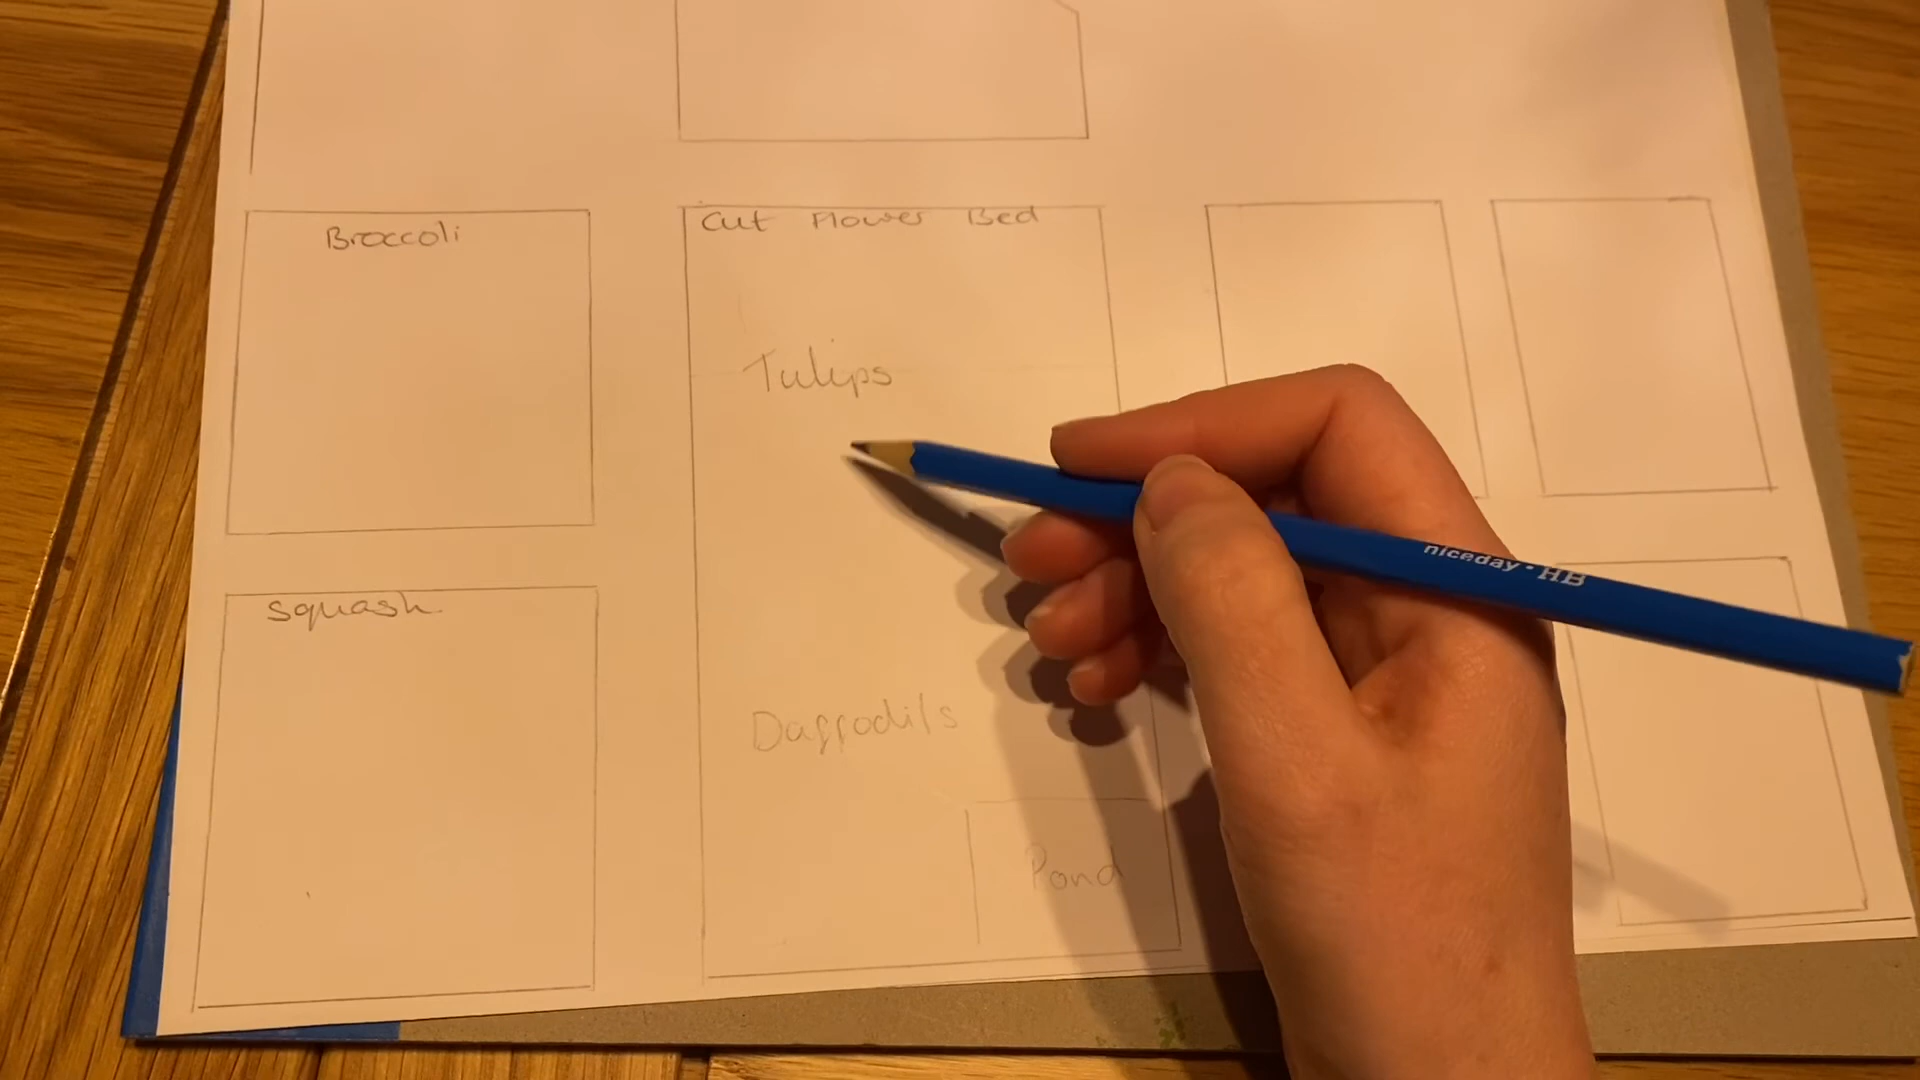 Broccoli
Cut Flower Bed
Tulips
niceday · HB
Squash
Daffodils
Pond